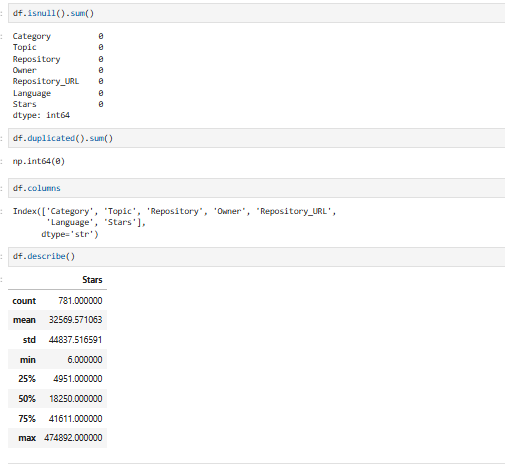 df.isnull().sum()
Category 0
Topic 0
Repository 0
Owner 0
Repository_URL 0
Language 0
Stars 0
dtype: int64
df.duplicated().sum()
np.int64(0)
df.columns
Index(['Category', 'Topic', 'Repository', 'Owner', 'Repository_URL',
'Language', 'Stars'],
dtype='str')
df.describe()
Stars
count 781.000000
mean 32569.571063
std 44837.516591
min 6.000000
25% 4951.000000
50% 18250.000000
75% 41611.000000
max 474892.000000